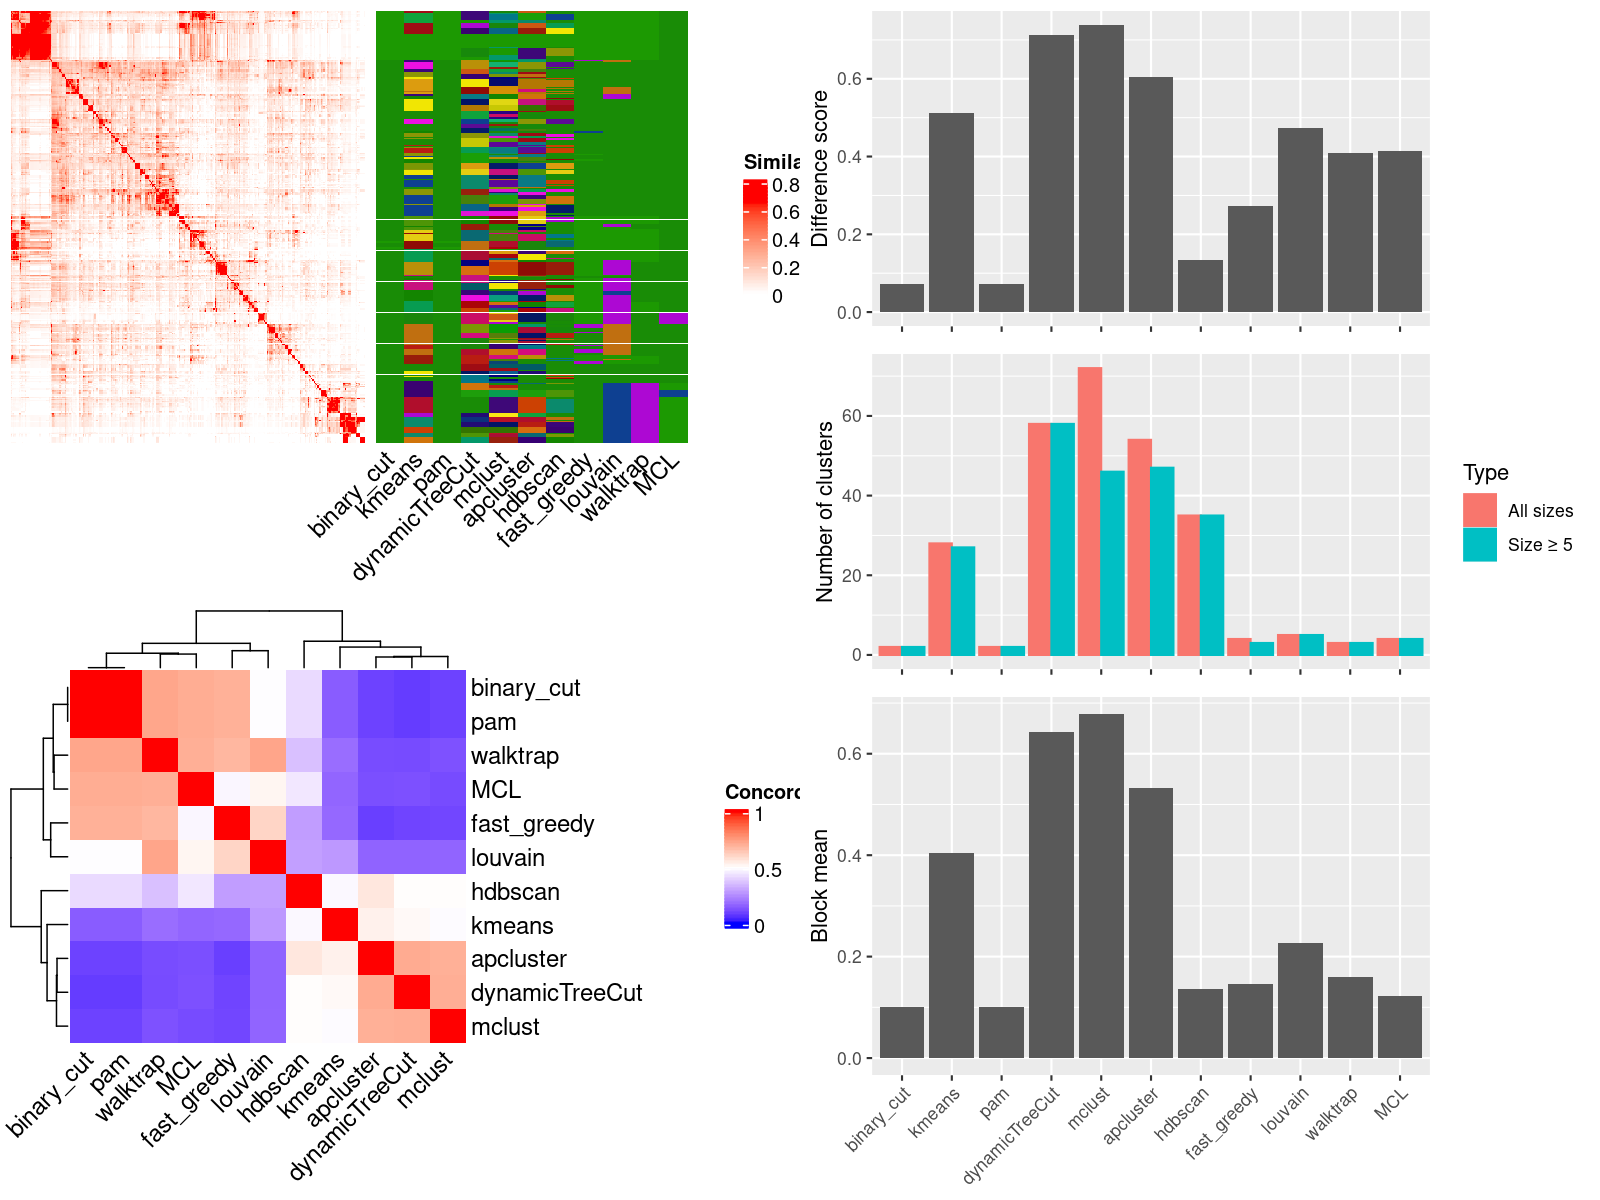 Simila
0.8
0.6
0.4
0.2
0
binary_cut
kmeans
pam
dynamicTreeCut
mclust
apcluster
hdbscan
fast_greedy
louvain
walktrap
MCL
binary_cut
pam
walktrap
MCL
fast_greedy
louvain
hdbscan
kmeans
apcluster
dynamicTreeCut
mclust
binary_cut
pam
walktrap
MCL
fast_greedy
louvain
hdbscan
kmeans
apcluster
dynamicTreeCut
mclust
Concord
1
0.5
0
Difference score
0.6
0.4
0.2
0.0
Number of clusters
60
40
20
0
Type
All sizes
Size ≥ 5
Block mean
0.6
0.4
0.2
0.0
binary_cut
kmeans
pam
dynamicTreeCut
mclust
apcluster
hdbscan
fast_greedy
louvain
walktrap
MCL